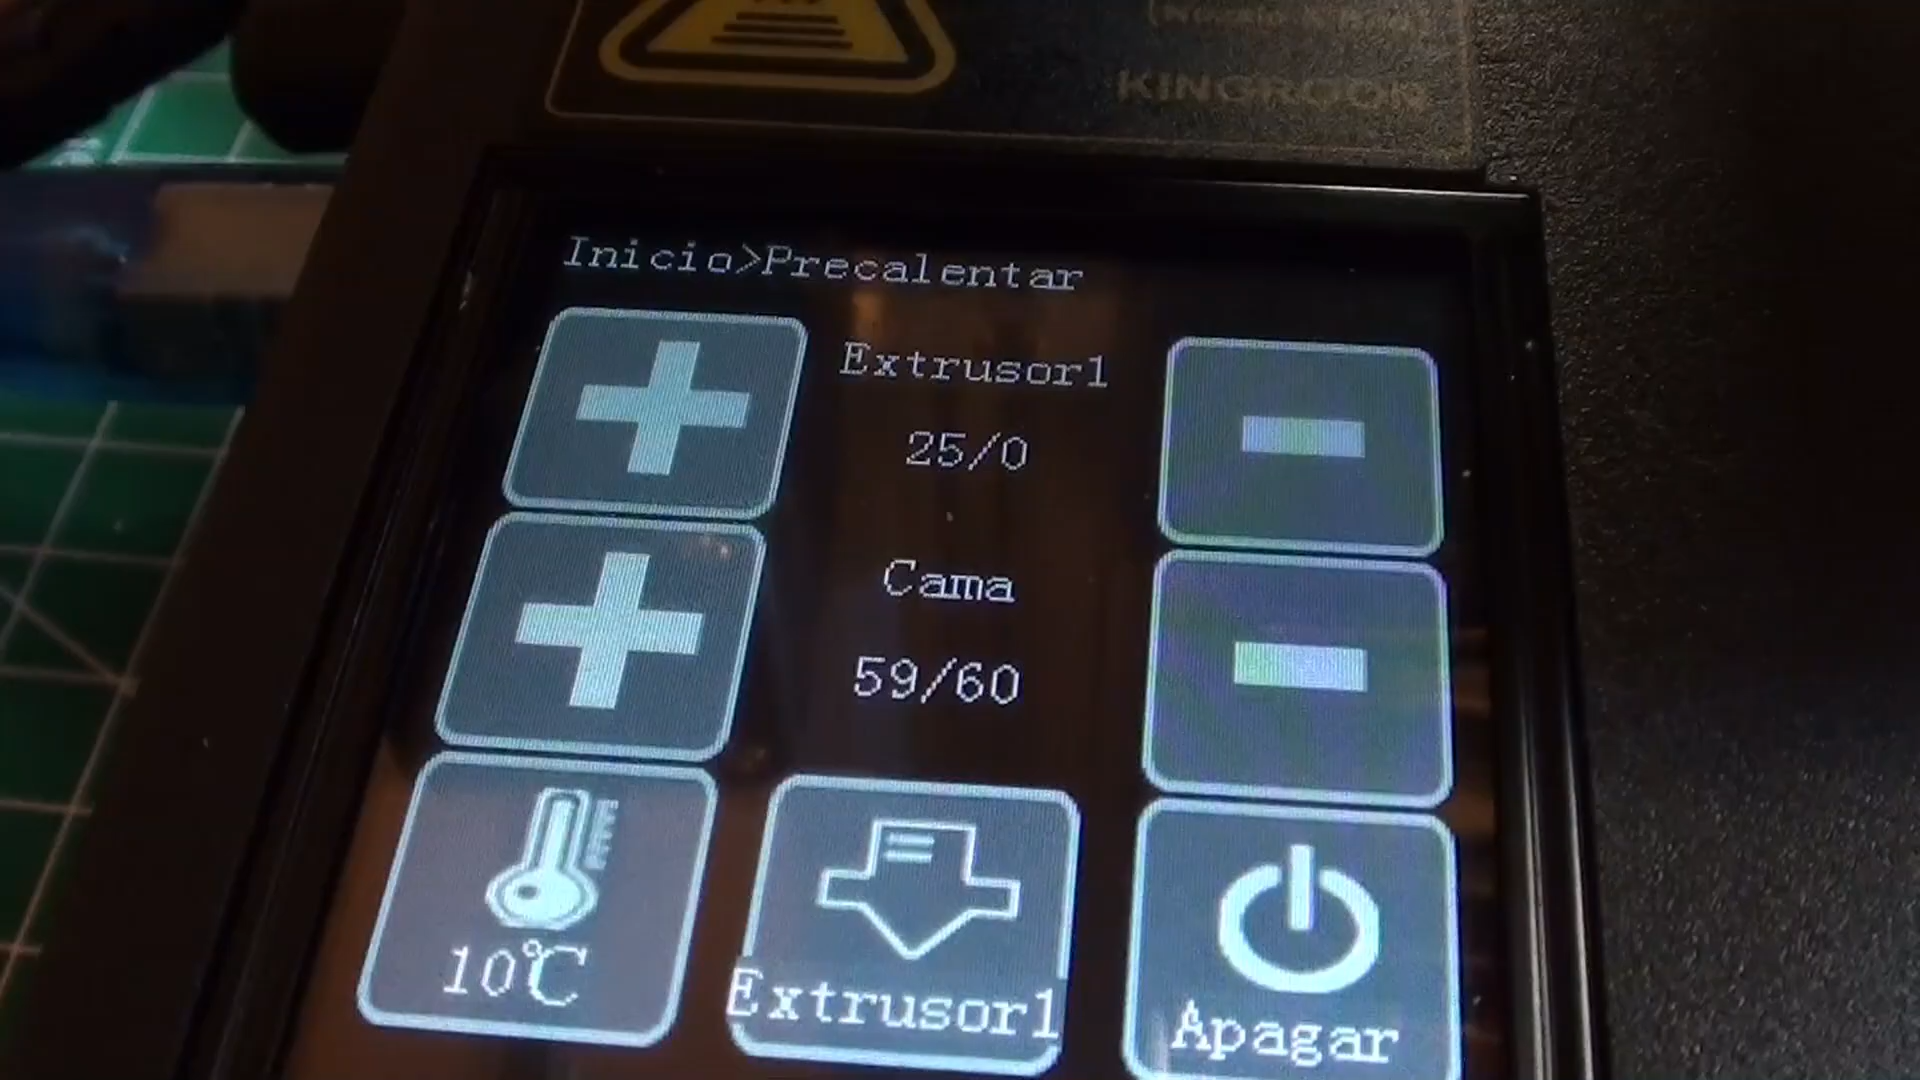 KINGROON
Inicio>Precalentar
Extrusor1
25/0
Cama
59/60
10℃
Extrusor1
Apagar